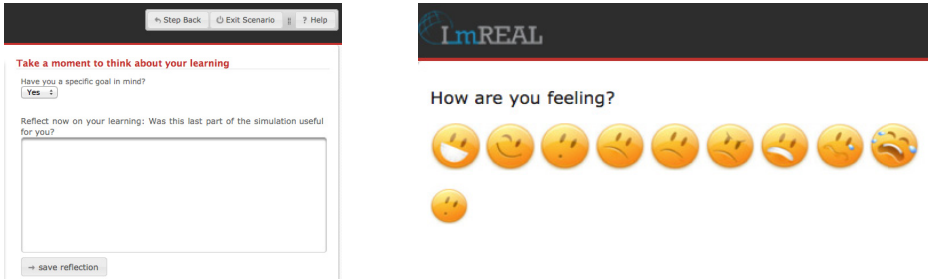 Step Back Exit Scenario ? Help
Take a moment to think about your learning
Have you a specific goal in mind?
Yes
Reflect now on your learning: Was this last part of the simulation useful
for you?
→ save reflection
ImREAL
How are you feeling?